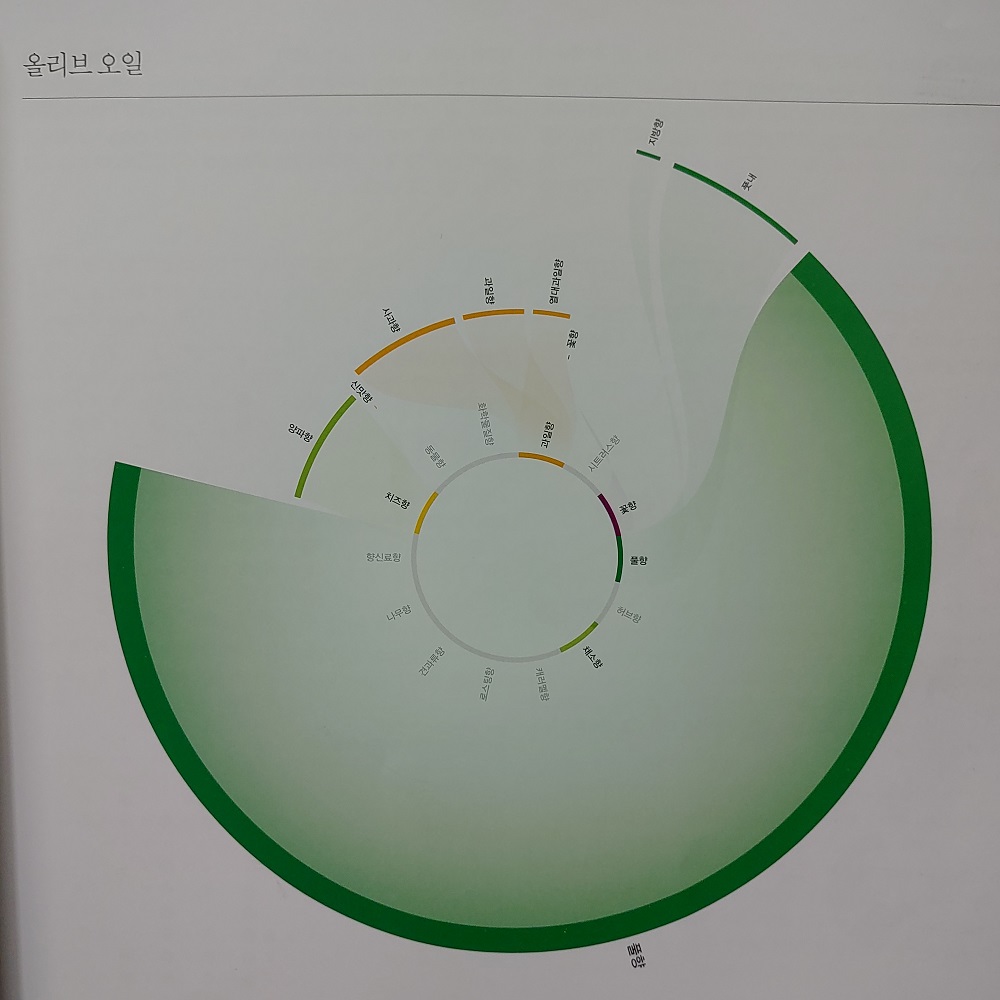 올리브 오일
지방향
풋내
열대과일향
과일향
사과향
꽃향
신맛향
양파향
화학물질향
과일향
시트러스향
동물향
치즈향
꽃향
향신료향
풀향
나무향
허브향
견과류향
로스팅향
캐러멜향
채소향
풀향